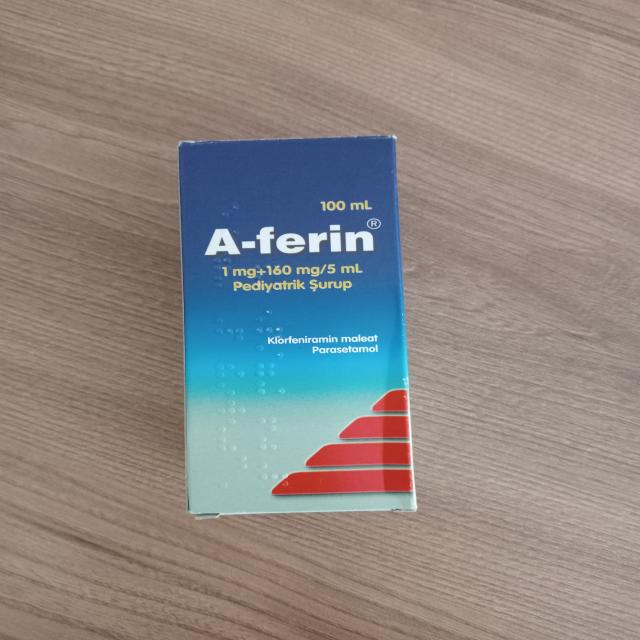 100 mL
A-ferin®
1 mg+160 mg/5 mL
Pediyatrik Şurup
Klorfeniramin maleat
Parasetamol